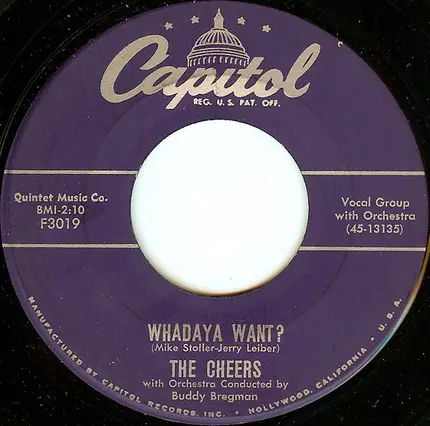 Capitol
REG. U.S. PAT. OFF.
Quintet Music Co.
BMI-2:10
F3019
Vocal Group
with Orchestra
(45-13135)
WHADAYA WANT?
(Mike Stoller-Jerry Leiber)
THE CHEERS
with Orchestra Conducted by
Buddy Bregman
MANUFACTURED BY CAPITOL RECORDS, INC. • HOLLYWOOD, CALIFORNIA • U.S.A.